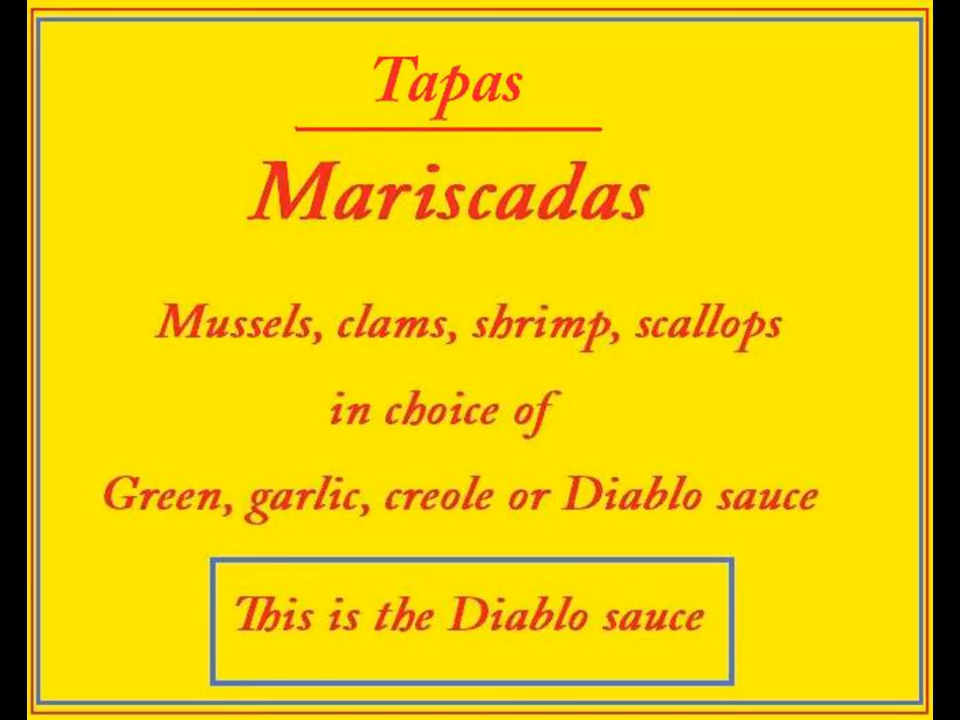 Tapas
Mariscadas
Mussels, clams, shrimp, scallops
in choice of
Green, garlic, creole or Diablo sauce
This is the Diablo sauce